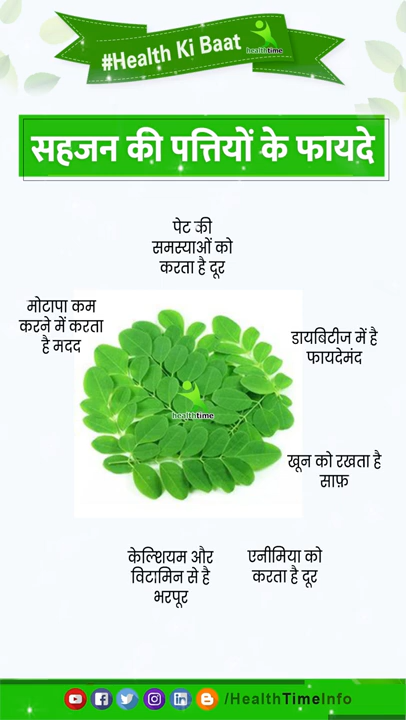 #Health Ki Baat
healthtime
सहजन की पत्तियों के फायदे
पेट की
समस्याओं को
करता है दूर
मोटापा कम
करने में करता
है मदद
डायबिटीज में है
फायदेमंद
healthtime
खून को रखता है
साफ़
केल्शियम और
विटामिन से है
भरपूर
एनीमिया को
करता है दूर
/HealthTimeInfo